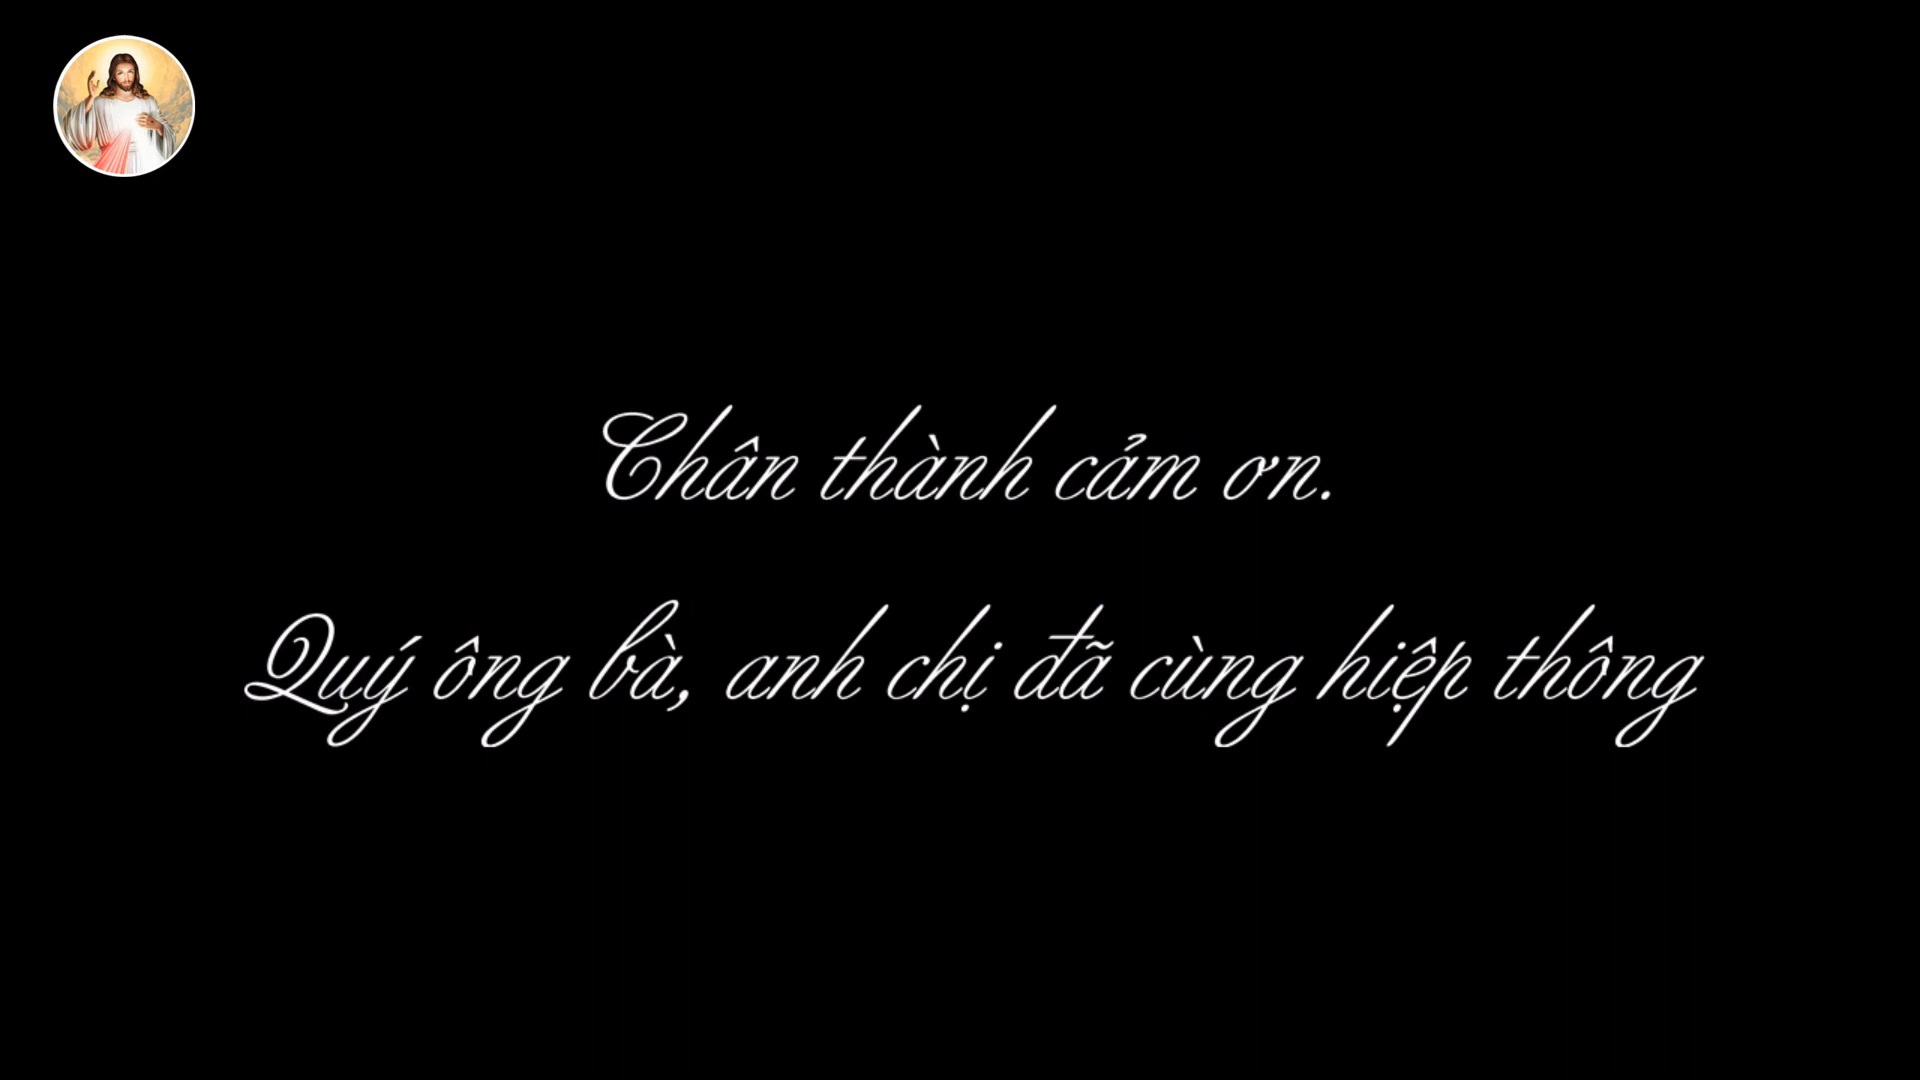 Chân thành cảm ơn.
Quý ông bà, anh chị đã cùng hiệp thông